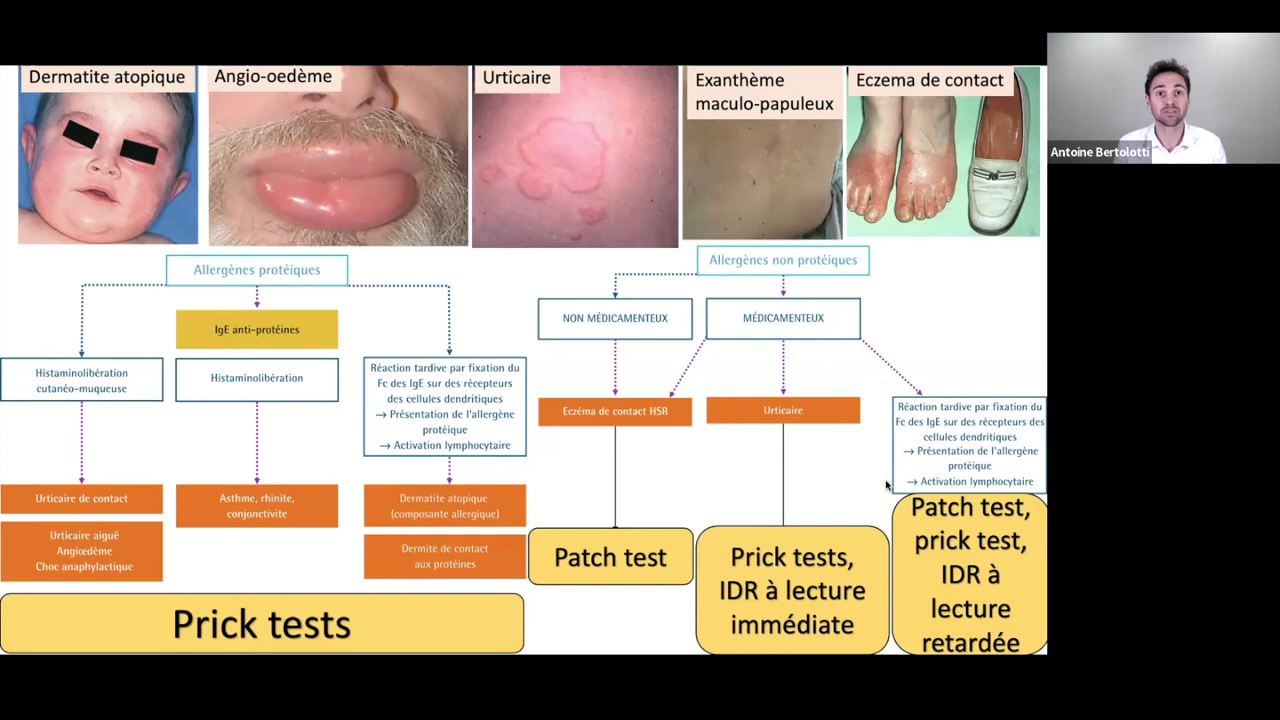 Dermatite atopique
Angio-oedème
Urticaire
Exanthème
maculo-papuleux
Eczema de contact
Antoine Bertolotti
Allergènes protéiques
IgE anti-protéines
Histaminolibération
cutanéo-muqueuse
Histaminolibération
Réaction tardive par fixation du
Fc des IgE sur des récepteurs
des cellules dendritiques
→ Présentation de l'allergène
protéique
→ Activation lymphocytaire
Urticaire de contact
Urticaire aiguë
Angiœdème
Choc anaphylactique
Asthme, rhinite,
conjonctivite
Dermatite atopique
(composante allergique)
Dermite de contact
aux protéines
Prick tests
Allergènes non protéiques
NON MÉDICAMENTEUX
MÉDICAMENTEUX
Eczéma de contact HSR
Urticaire
Réaction tardive par fixation du
Fc des IgE sur des récepteurs des
cellules dendritiques
→ Présentation de l'allergène
protéique
→ Activation lymphocytaire
Patch test
Prick tests,
IDR à lecture
immédiate
Patch test,
prick test,
IDR à
lecture
retardée